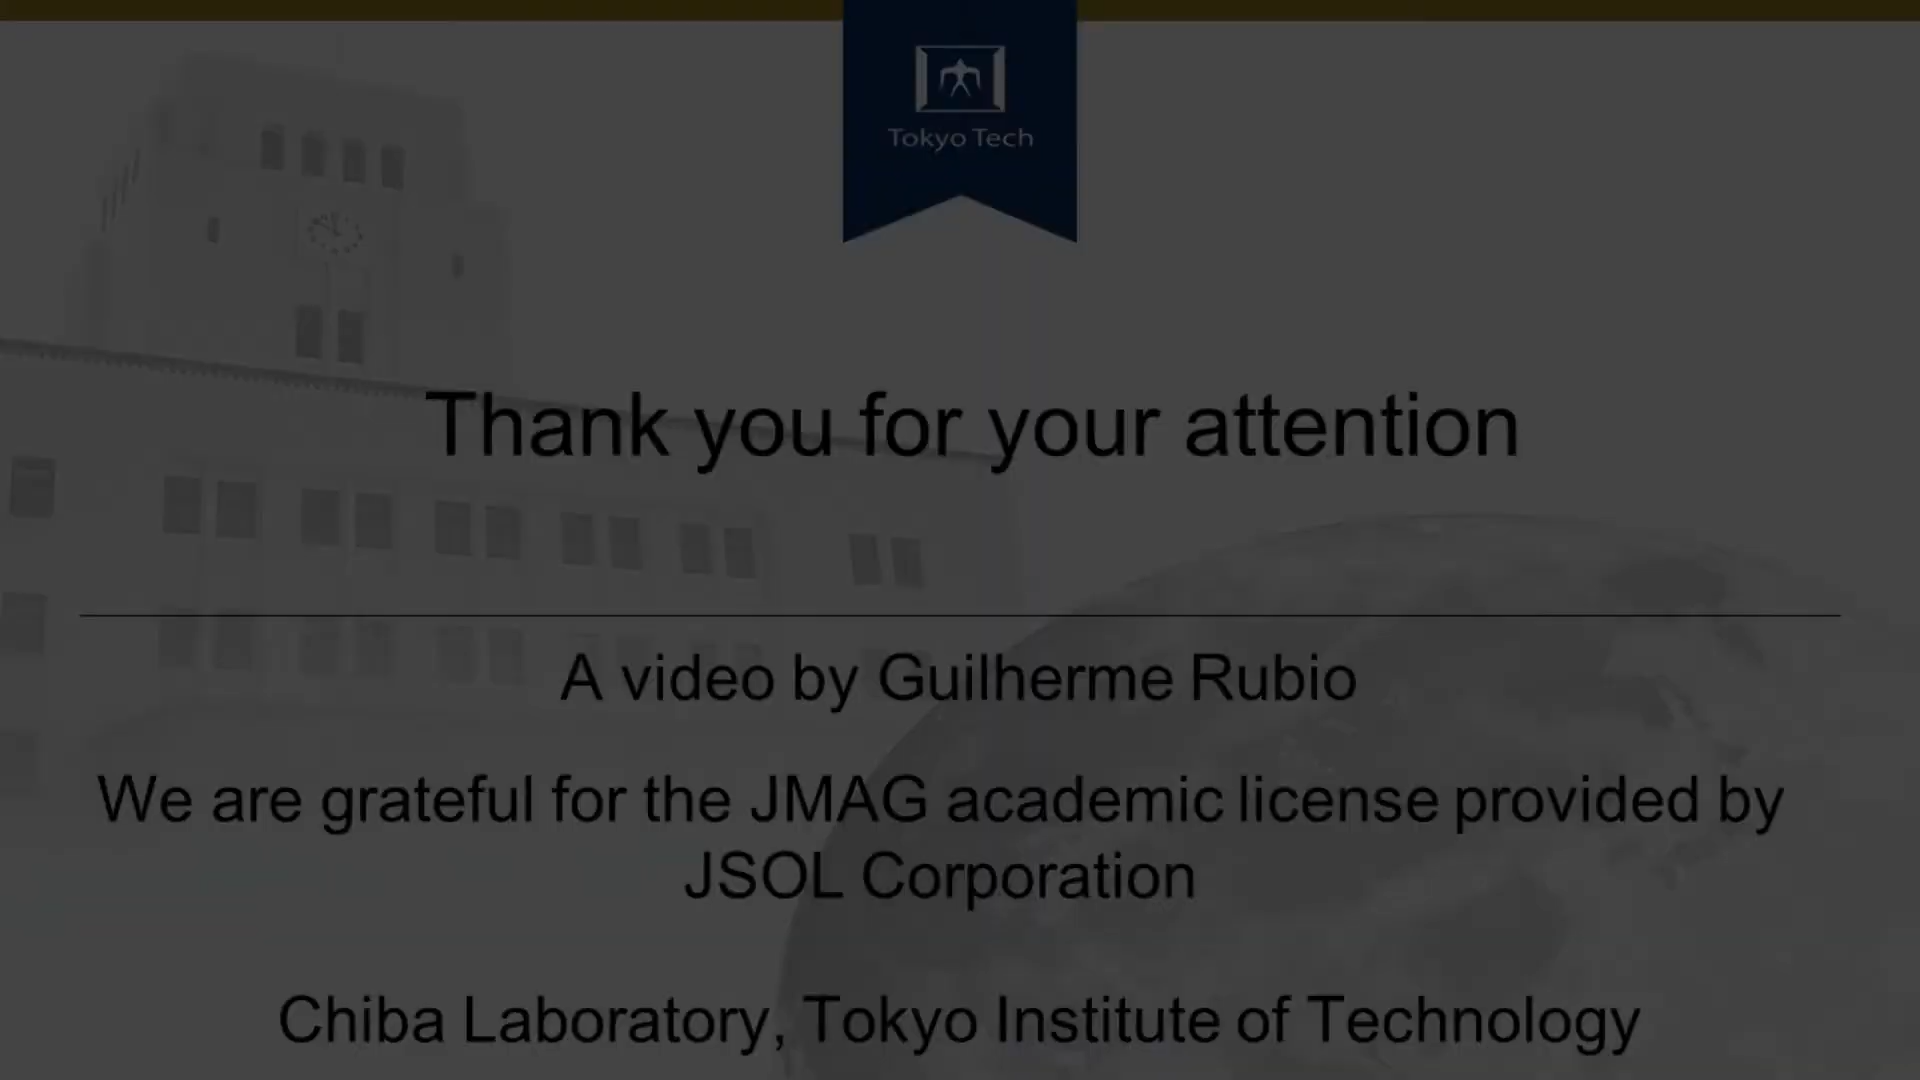 Tokyo Tech
Thank you for your attention
A video by Guilherme Rubio
We are grateful for the JMAG academic license provided by
JSOL Corporation
Chiba Laboratory, Tokyo Institute of Technology